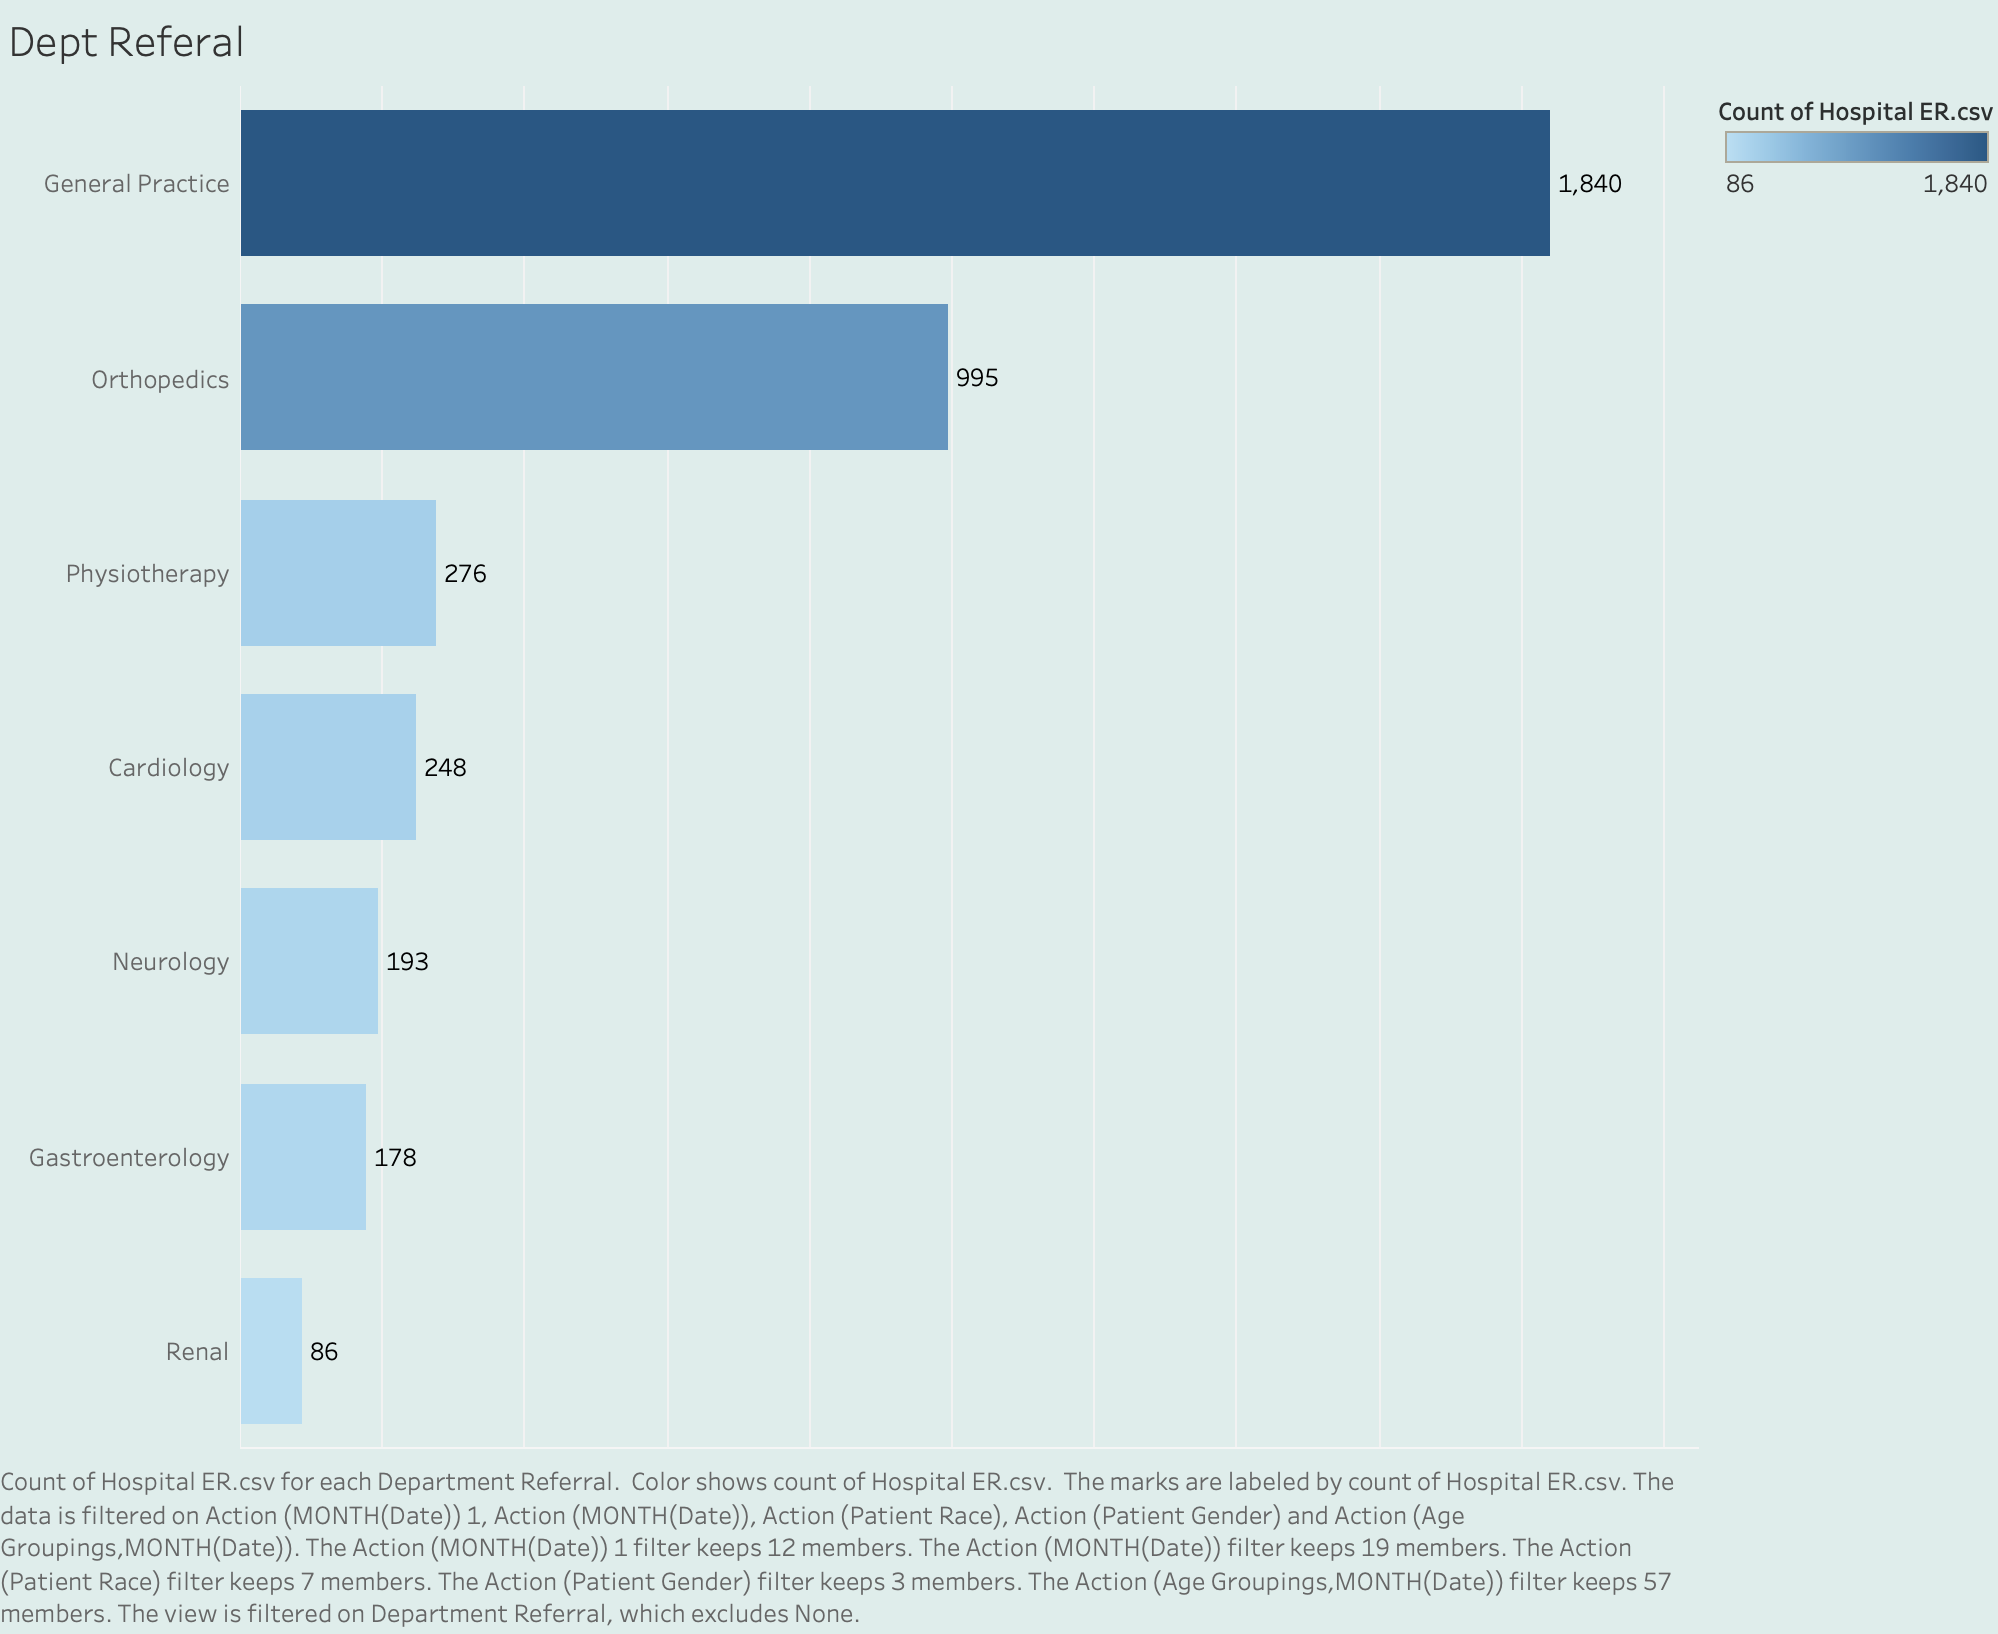 Dept Referal
Count of Hospital ER.csv
86 1,840
General Practice 1,840
Orthopedics 995
Physiotherapy 276
Cardiology 248
Neurology 193
Gastroenterology 178
Renal 86
Count of Hospital ER.csv for each Department Referral.  Color shows count of Hospital ER.csv.  The marks are labeled by count of Hospital ER.csv. The
data is filtered on Action (MONTH(Date)) 1, Action (MONTH(Date)), Action (Patient Race), Action (Patient Gender) and Action (Age
Groupings,MONTH(Date)). The Action (MONTH(Date)) 1 filter keeps 12 members. The Action (MONTH(Date)) filter keeps 19 members. The Action
(Patient Race) filter keeps 7 members. The Action (Patient Gender) filter keeps 3 members. The Action (Age Groupings,MONTH(Date)) filter keeps 57
members. The view is filtered on Department Referral, which excludes None.